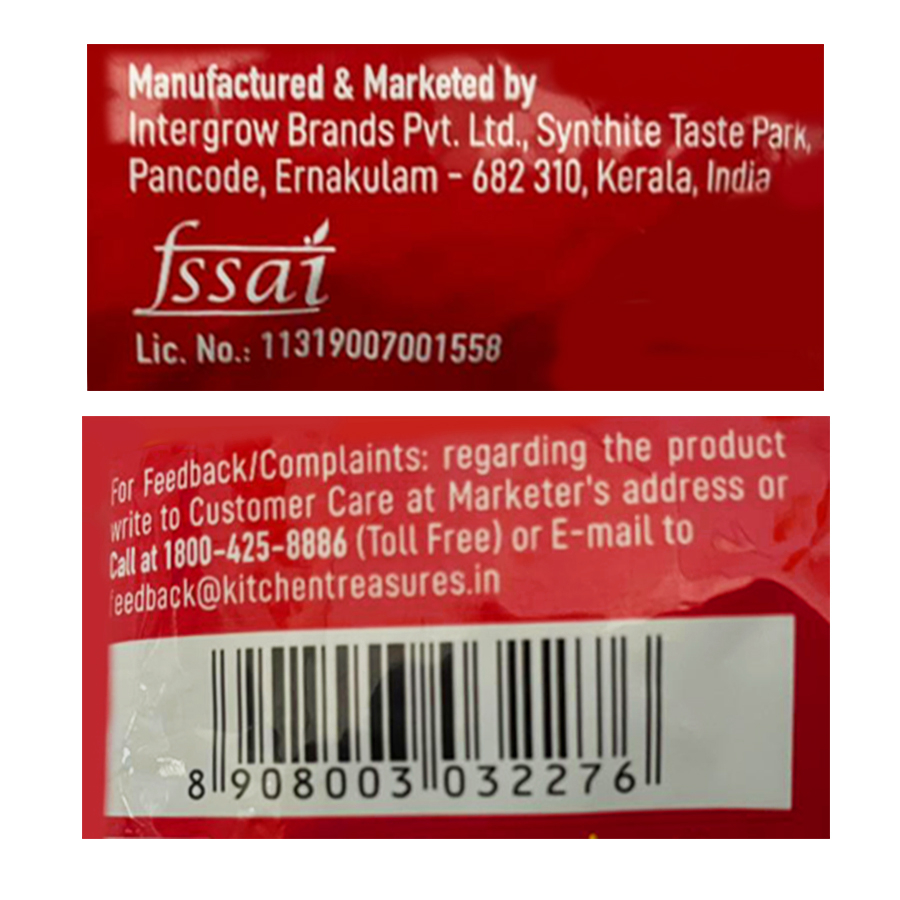 Manufactured & Marketed by
Intergrow Brands Pvt. Ltd., Synthite Taste Park,
Pancode, Ernakulam - 682 310, Kerala, India
fssai
Lic. No.: 11319007001558
For Feedback/Complaints: regarding the product
write to Customer Care at Marketer's address or
Call at 1800-425-8886 (Toll Free) or E-mail to
feedback@kitchentreasures.in
8 908003 032276